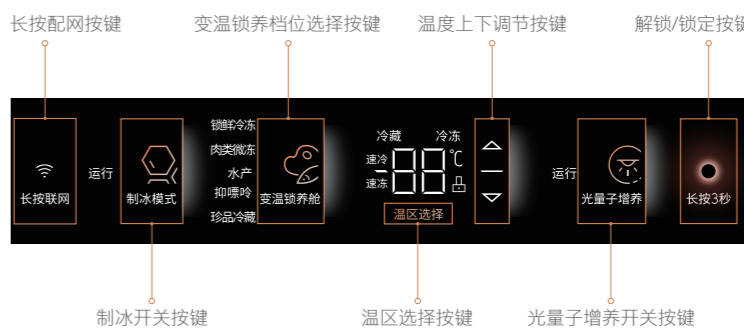 长按配网按键
变温锁养档位选择按键
温度上下调节按键
解锁/锁定按键
长按联网
运行
制冰模式
锁鲜冷冻
肉类微冻
水产
抑嘌呤
珍品冷藏
变温锁养舱
冷藏
冷冻
速冷
速冻
-88℃
温区选择
运行
光量子增养
长按3秒
制冰开关按键
温区选择按键
光量子增养开关按键